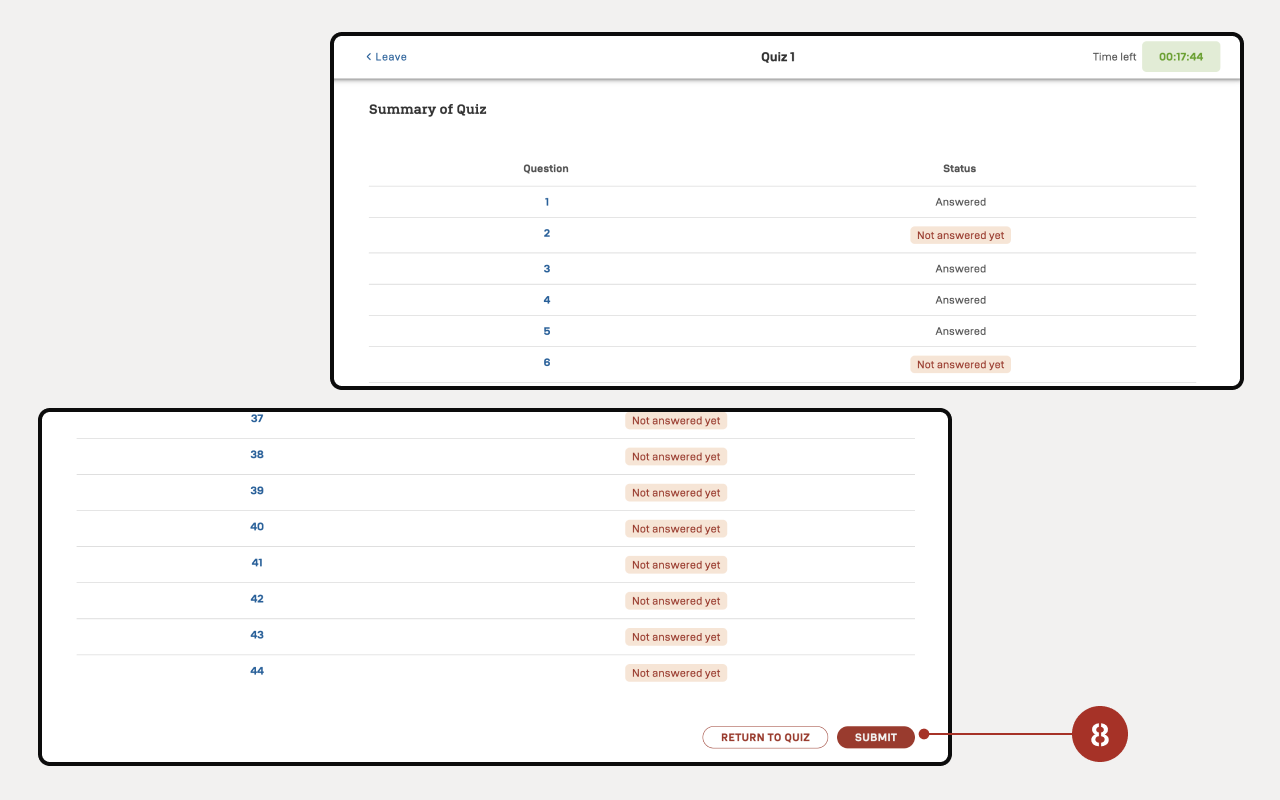 Leave Quiz 1 Time left 00:17:44
Summary of Quiz
Question Status
1 Answered
2 Not answered yet
3 Answered
4 Answered
5 Answered
6 Not answered yet
37 Not answered yet
38 Not answered yet
39 Not answered yet
40 Not answered yet
41 Not answered yet
42 Not answered yet
43 Not answered yet
44 Not answered yet
RETURN TO QUIZ SUBMIT 8